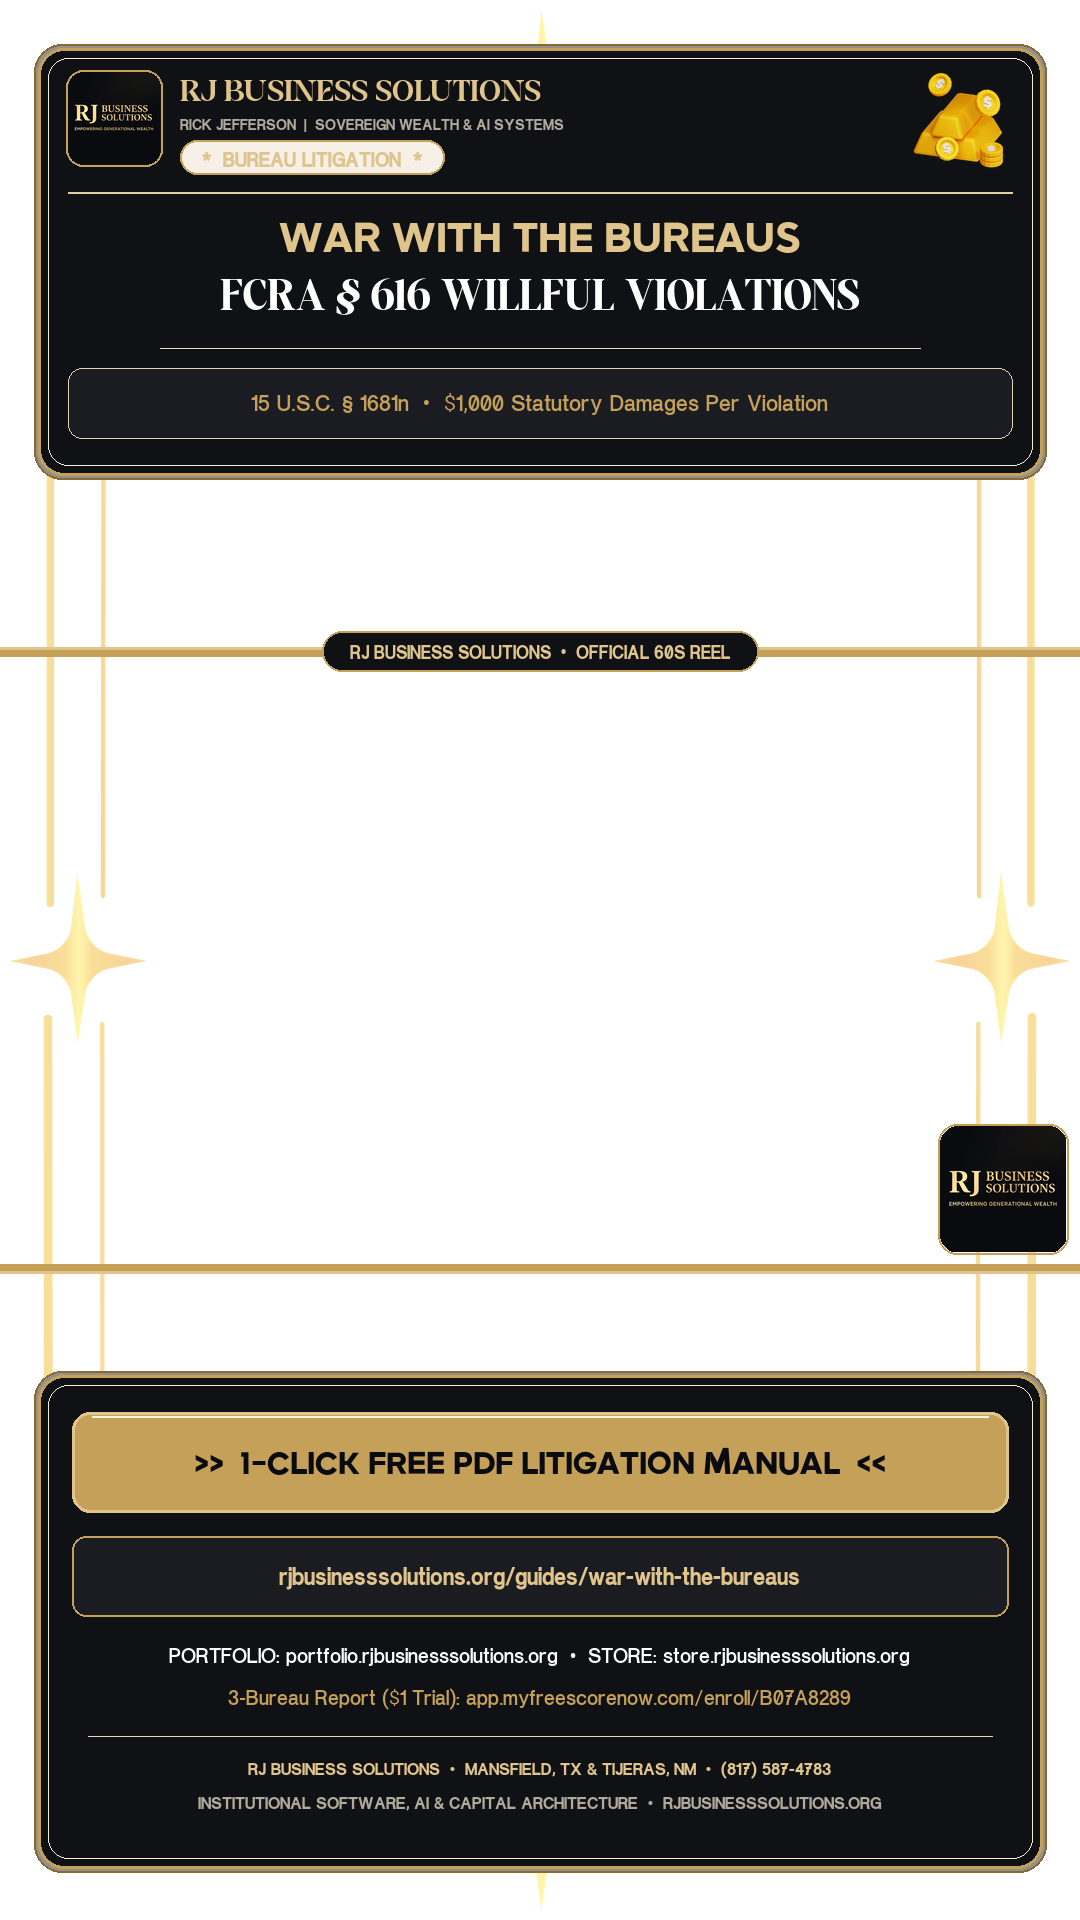 RJ BUSINESS SOLUTIONS
EMPOWERING GENERATIONAL WEALTH
RJ BUSINESS SOLUTIONS
RICK JEFFERSON | SOVEREIGN WEALTH & AI SYSTEMS
* BUREAU LITIGATION *
WAR WITH THE BUREAUS
FCRA § 616 WILLFUL VIOLATIONS
15 U.S.C. § 1681n • $1,000 Statutory Damages Per Violation
RJ BUSINESS SOLUTIONS • OFFICIAL 60S REEL
RJ BUSINESS SOLUTIONS
EMPOWERING GENERATIONAL WEALTH
>> 1-CLICK FREE PDF LITIGATION MANUAL <<
rjbusinesssolutions.org/guides/war-with-the-bureaus
PORTFOLIO: portfolio.rjbusinesssolutions.org • STORE: store.rjbusinesssolutions.org
3-Bureau Report ($1 Trial): app.myfreescorenow.com/enroll/B07A8289
RJ BUSINESS SOLUTIONS • MANSFIELD, TX & TIJERAS, NM • (817) 587-4783
INSTITUTIONAL SOFTWARE, AI & CAPITAL ARCHITECTURE • RJBUSINESSSOLUTIONS.ORG